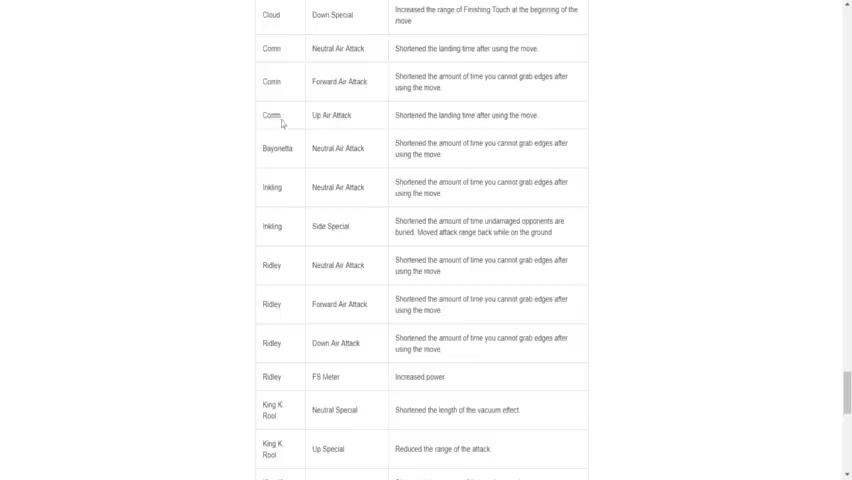 Cloud Down Special Increased the range of Finishing Touch at the beginning of the
move
Corrin Neutral Air Attack Shortened the landing time after using the move.
Corrin Forward Air Attack Shortened the amount of time you cannot grab edges after
using the move.
Corrin Up Air Attack Shortened the landing time after using the move.
Bayonetta Neutral Air Attack Shortened the amount of time you cannot grab edges after
using the move.
Inkling Neutral Air Attack Shortened the amount of time you cannot grab edges after
using the move.
Inkling Side Special Shortened the amount of time undamaged opponents are
buried. Moved attack range back while on the ground
Ridley Neutral Air Attack Shortened the amount of time you cannot grab edges after
using the move
Ridley Forward Air Attack Shortened the amount of time you cannot grab edges after
using the move.
Ridley Down Air Attack Shortened the amount of time you cannot grab edges after
using the move.
Ridley FS Meter Increased power
King K.
Rool Neutral Special Shortened the length of the vacuum effect.
King K.
Rool Up Special Reduced the range of the attack